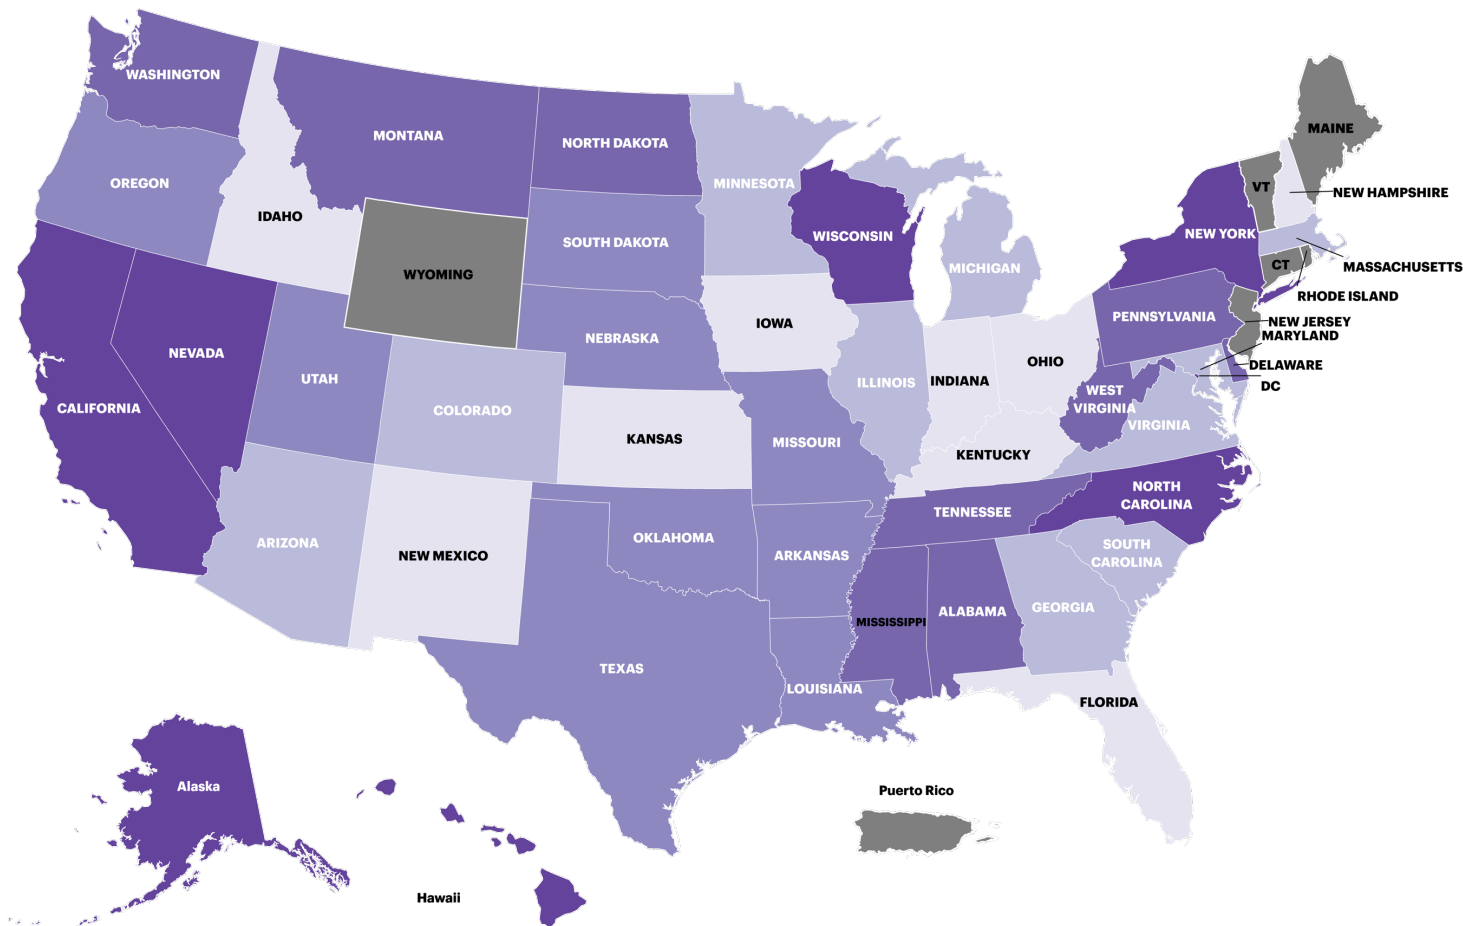 WASHINGTON
MONTANA
NORTH DAKOTA
MINNESOTA
OREGON
IDAHO
SOUTH DAKOTA
WISCONSIN
MICHIGAN
WYOMING
MAINE
VT
NEW HAMPSHIRE
NEW YORK
MASSACHUSETTS
CT
RHODE ISLAND
NEW JERSEY
MARYLAND
DELAWARE
DC
PENNSYLVANIA
NEVADA
UTAH
CALIFORNIA
COLORADO
NEBRASKA
IOWA
ILLINOIS
INDIANA
OHIO
WEST
VIRGINIA
VIRGINIA
KANSAS
MISSOURI
KENTUCKY
NORTH
CAROLINA
TENNESSEE
ARIZONA
NEW MEXICO
OKLAHOMA
ARKANSAS
SOUTH
CAROLINA
MISSISSIPPI
ALABAMA
GEORGIA
TEXAS
LOUISIANA
FLORIDA
Alaska
Hawaii
Puerto Rico